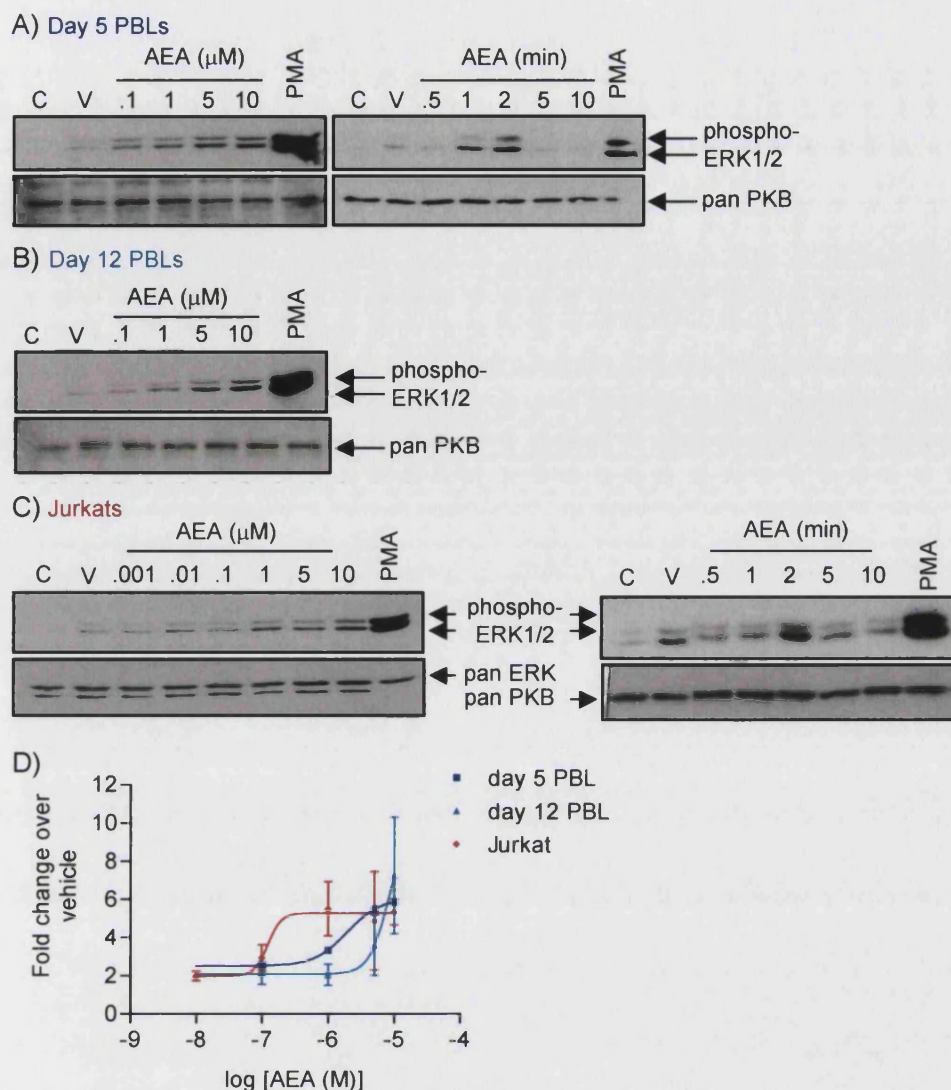 A) Day 5 PBLs
AEA (µM) PMA AEA (min) PMA
C V .1 1 5 10 C V .5 1 2 5 10
phospho-
ERK1/2
pan PKB
B) Day 12 PBLs
AEA (µM) PMA
C V .1 1 5 10
phospho-
ERK1/2
pan PKB
C) Jurkats
AEA (µM) PMA AEA (min) PMA
C V .001 .01 .1 1 5 10 C V .5 1 2 5 10
phospho-
ERK1/2
pan ERK
pan PKB
D)
Fold change over
vehicle
12
10
8
6
4
2
0
-9 -8 -7 -6 -5 -4
log [AEA (M)]
day 5 PBL
day 12 PBL
Jurkat